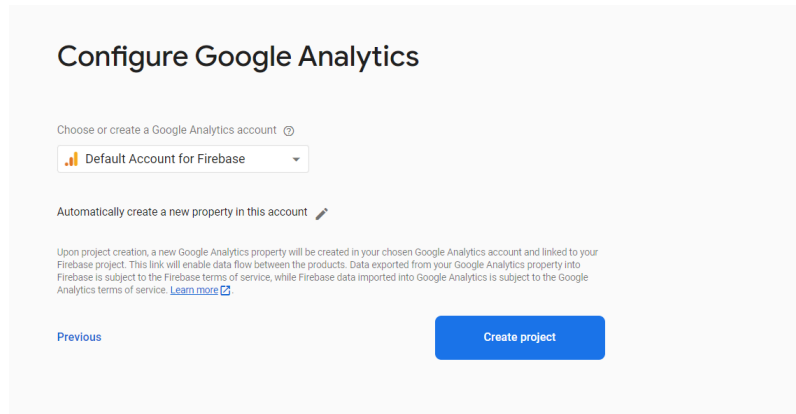 Configure Google Analytics
Choose or create a Google Analytics account
Default Account for Firebase
Automatically create a new property in this account
Upon project creation, a new Google Analytics property will be created in your chosen Google Analytics account and linked to your
Firebase project. This link will enable data flow between the products. Data exported from your Google Analytics property into
Firebase is subject to the Firebase terms of service, while Firebase data imported into Google Analytics is subject to the Google
Analytics terms of service. Learn more.
Previous
Create project